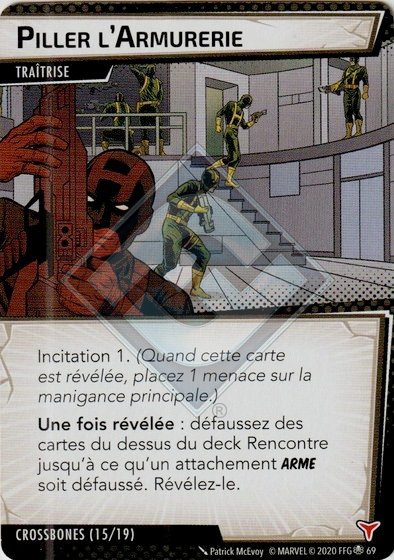 PILLER L'ARMURERIE
TRAÎTRISE
Incitation 1. (Quand cette carte
est révélée, placez 1 menace sur la
manigance principale.)
Une fois révélée : défaussez des
cartes du dessus du deck Rencontre
jusqu'à ce qu'un attachement ARME
soit défaussé. Révélez-le.
CROSSBONES (15/19)
Patrick McEvoy © MARVEL © 2020 FFG 69